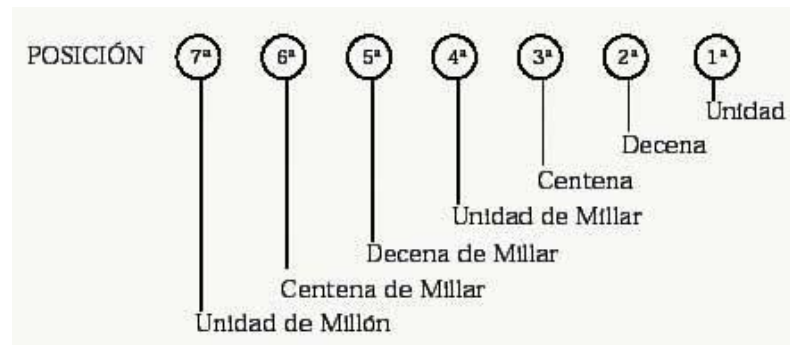 POSICIÓN 7ª 6ª 5ª 4ª 3ª 2ª 1ª
Unidad
Decena
Centena
Unidad de Millar
Decena de Millar
Centena de Millar
Unidad de Millón